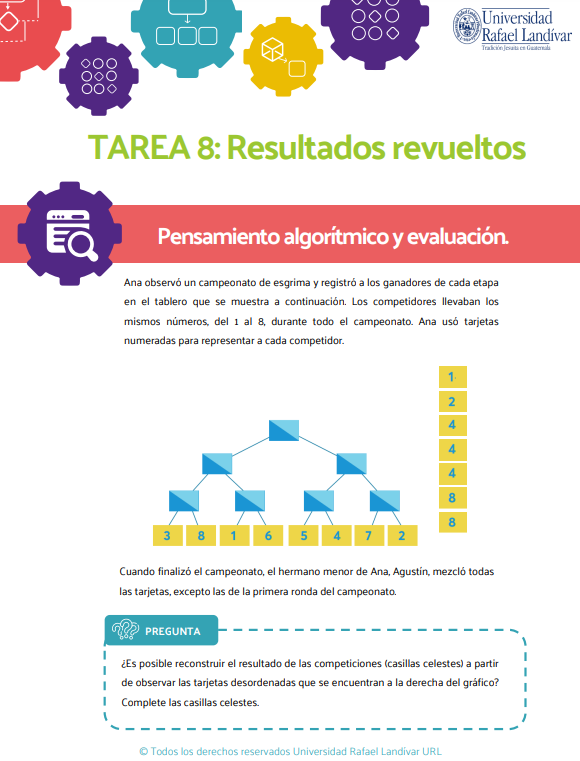 Universidad
Rafael Landívar
Tradición Jesuita en Guatemala
TAREA 8: Resultados revueltos
Pensamiento algorítmico y evaluación.
Ana observó un campeonato de esgrima y registró a los ganadores de cada etapa
en el tablero que se muestra a continuación. Los competidores llevaban los
mismos números, del 1 al 8, durante todo el campeonato. Ana usó tarjetas
numeradas para representar a cada competidor.
1
2
4
4
4
8
8
3 8 1 6 5 4 7 2
Cuando finalizó el campeonato, el hermano menor de Ana, Agustín, mezcló todas
las tarjetas, excepto las de la primera ronda del campeonato.
PREGUNTA
¿Es posible reconstruir el resultado de las competiciones (casillas celestes) a partir
de observar las tarjetas desordenadas que se encuentran a la derecha del gráfico?
Complete las casillas celestes.
© Todos los derechos reservados Universidad Rafael Landívar URL